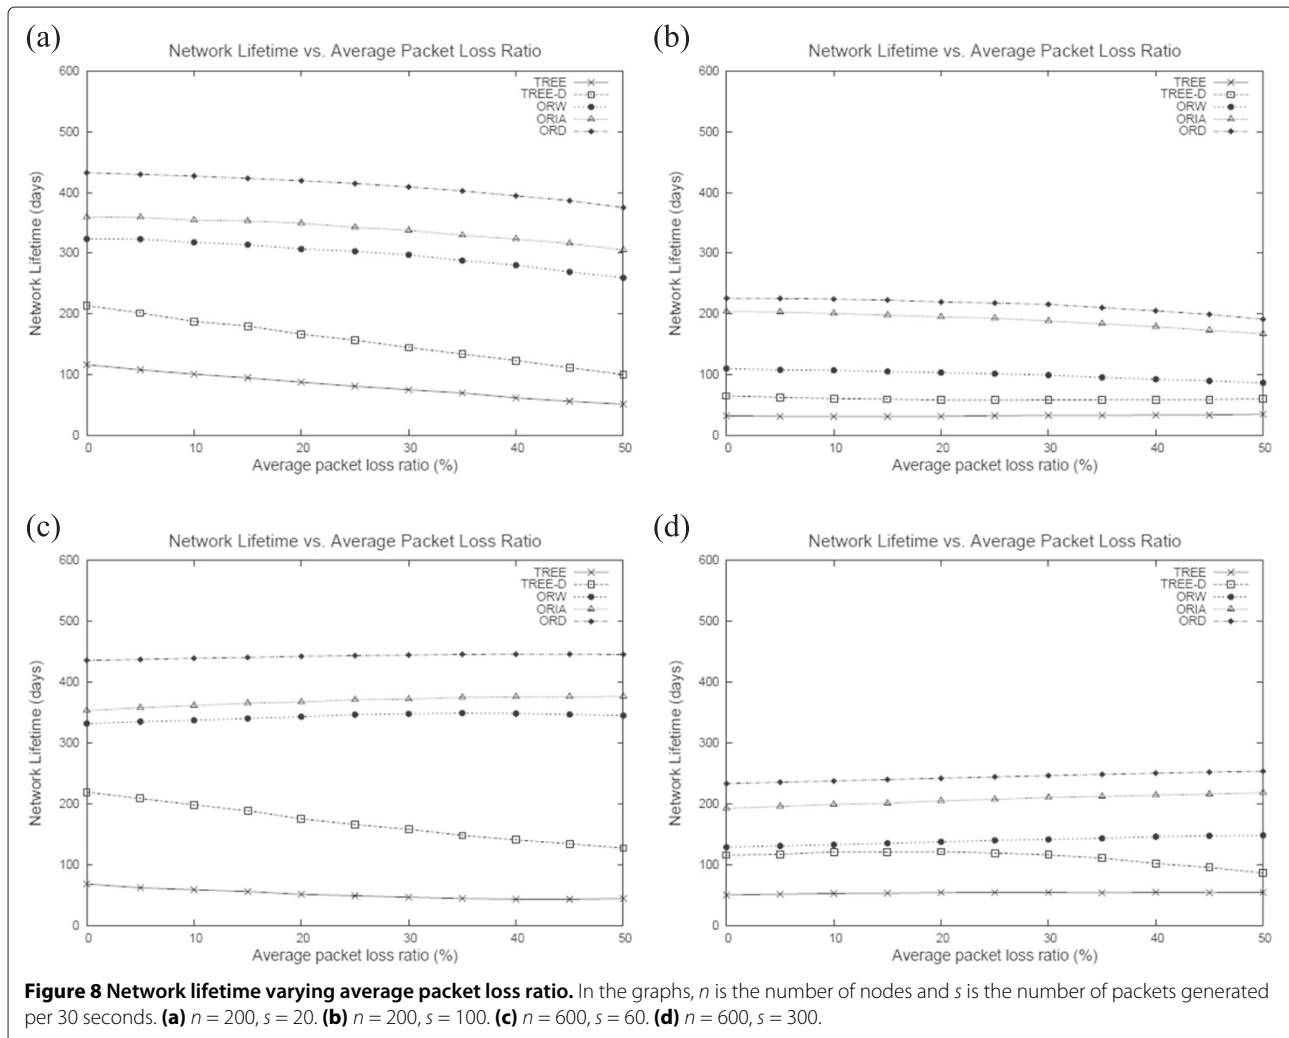 (a)
Network Lifetime vs. Average Packet Loss Ratio
TREE
TREE-D
ORW
ORIA
ORD
600
500
400
300
200
100
0
Network Lifetime (days)
0 10 20 30 40 50
Average packet loss ratio (%)
(b)
Network Lifetime vs. Average Packet Loss Ratio
TREE
TREE-D
ORW
ORIA
ORD
600
500
400
300
200
100
0
Network Lifetime (days)
0 10 20 30 40 50
Average packet loss ratio (%)
(c)
Network Lifetime vs. Average Packet Loss Ratio
TREE
TREE-D
ORW
ORIA
ORD
600
500
400
300
200
100
0
Network Lifetime (days)
0 10 20 30 40 50
Average packet loss ratio (%)
(d)
Network Lifetime vs. Average Packet Loss Ratio
TREE
TREE-D
ORW
ORIA
ORD
600
500
400
300
200
100
0
Network Lifetime (days)
0 10 20 30 40 50
Average packet loss ratio (%)
Figure 8 Network lifetime varying average packet loss ratio. In the graphs, n is the number of nodes and s is the number of packets generated
per 30 seconds. (a) n = 200, s = 20. (b) n = 200, s = 100. (c) n = 600, s = 60. (d) n = 600, s = 300.